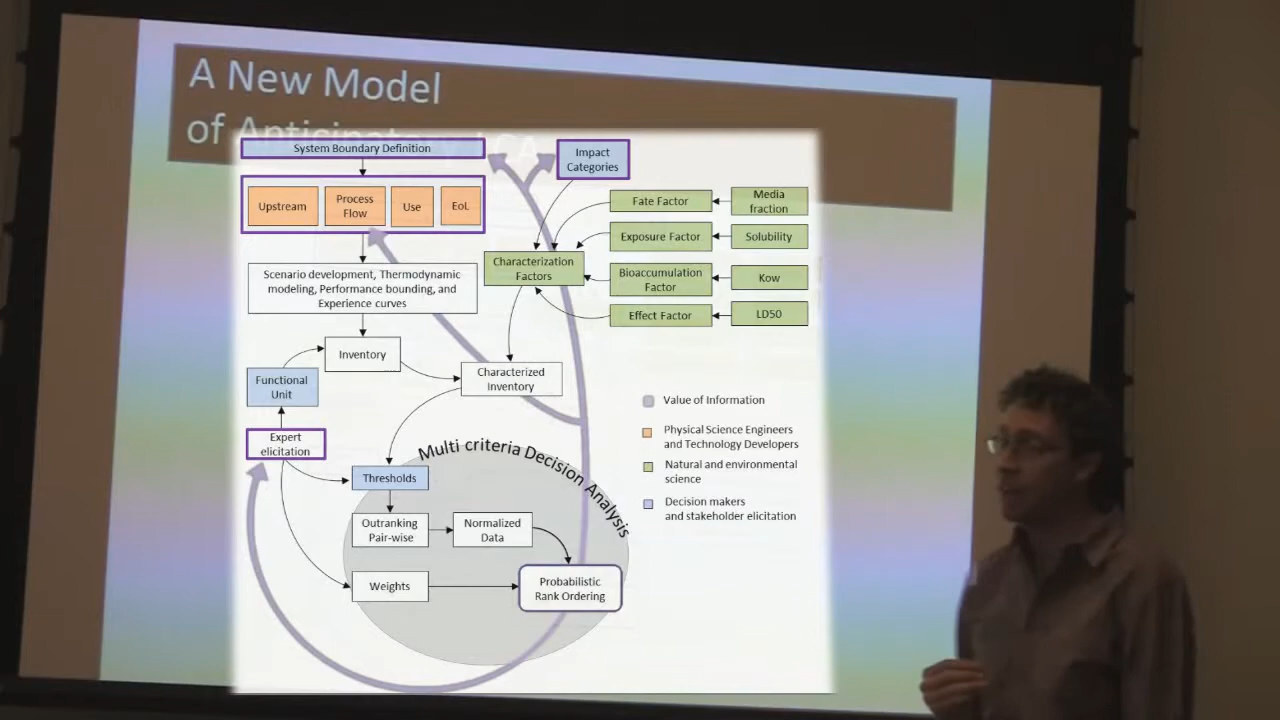 A New Model
of Anticipatory LCA
System Boundary Definition
Impact
Categories
Upstream
Process
Flow
Use
EoL
Fate Factor
Media
fraction
Exposure Factor
Solubility
Characterization
Factors
Bioaccumulation
Factor
Kow
Effect Factor
LD50
Scenario development, Thermodynamic
modeling, Performance bounding, and
Experience curves
Inventory
Characterized
Inventory
Functional
Unit
Expert
elicitation
Value of Information
Physical Science Engineers
and Technology Developers
Natural and environmental
science
Decision makers
and stakeholder elicitation
Multi criteria Decision Analysis
Thresholds
Outranking
Pair-wise
Normalized
Data
Weights
Probabilistic
Rank Ordering